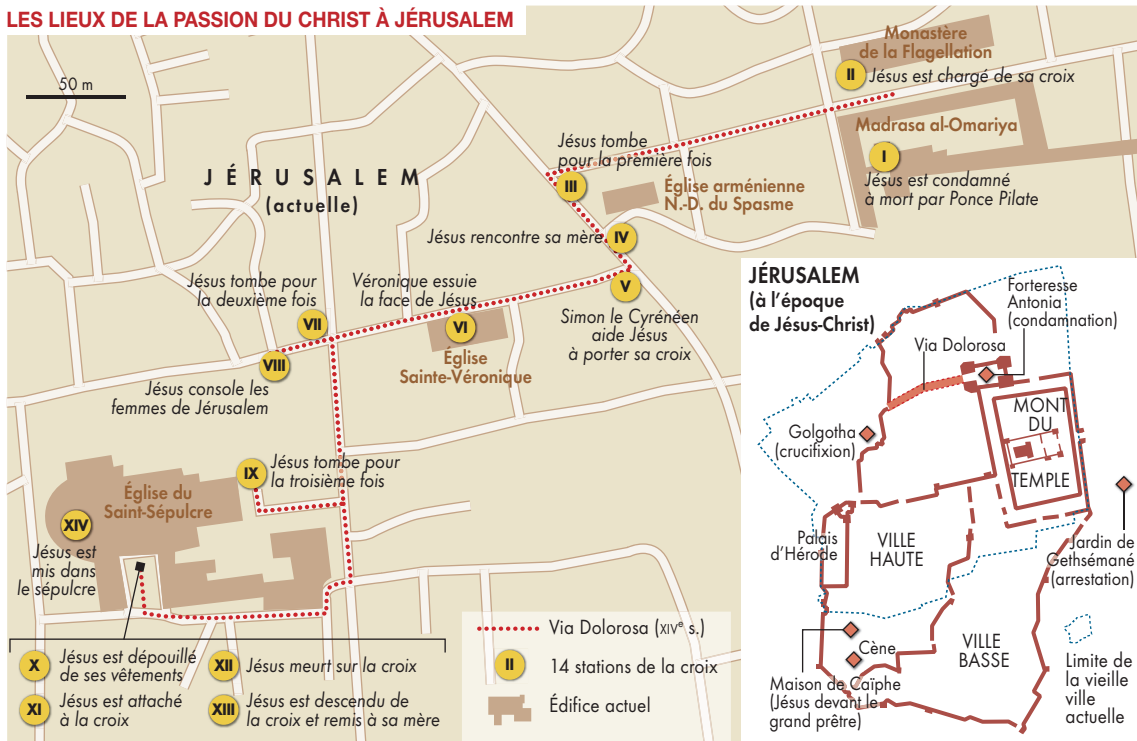 LES LIEUX DE LA PASSION DU CHRIST À JÉRUSALEM
50 m
Monastère
de la Flagellation
II
Jésus est chargé de sa croix
Madrasa al-Omariya
I
Jésus est condamné
à mort par Ponce Pilate
Jésus tombe
pour la première fois
III
Église arménienne
N.-D. du Spasme
JÉRUSALEM
(actuelle)
Jésus rencontre sa mère
IV
V
Simon le Cyrénéen
aide Jésus
à porter sa croix
Véronique essuie
la face de Jésus
VI
Église
Sainte-Véronique
Jésus tombe pour
la deuxième fois
VII
VIII
Jésus console les
femmes de Jérusalem
IX
Jésus tombe pour
la troisième fois
Église du
Saint-Sépulcre
XIV
Jésus est
mis dans
le sépulcre
X
Jésus est dépouillé
de ses vêtements
XI
Jésus est attaché
à la croix
XII
Jésus meurt sur la croix
XIII
Jésus est descendu de
la croix et remis à sa mère
Via Dolorosa (XIVe s.)
II
14 stations de la croix
Édifice actuel
JÉRUSALEM
(à l'époque
de Jésus-Christ)
Forteresse
Antonia
(condamnation)
Via Dolorosa
MONT
DU
TEMPLE
Golgotha
(crucifixion)
Palais
d'Hérode
VILLE
HAUTE
Jardin de
Gethsémané
(arrestation)
Cène
Maison de Caïphe
(Jésus devant le
grand prêtre)
VILLE
BASSE
Limite de
la vieille
ville
actuelle